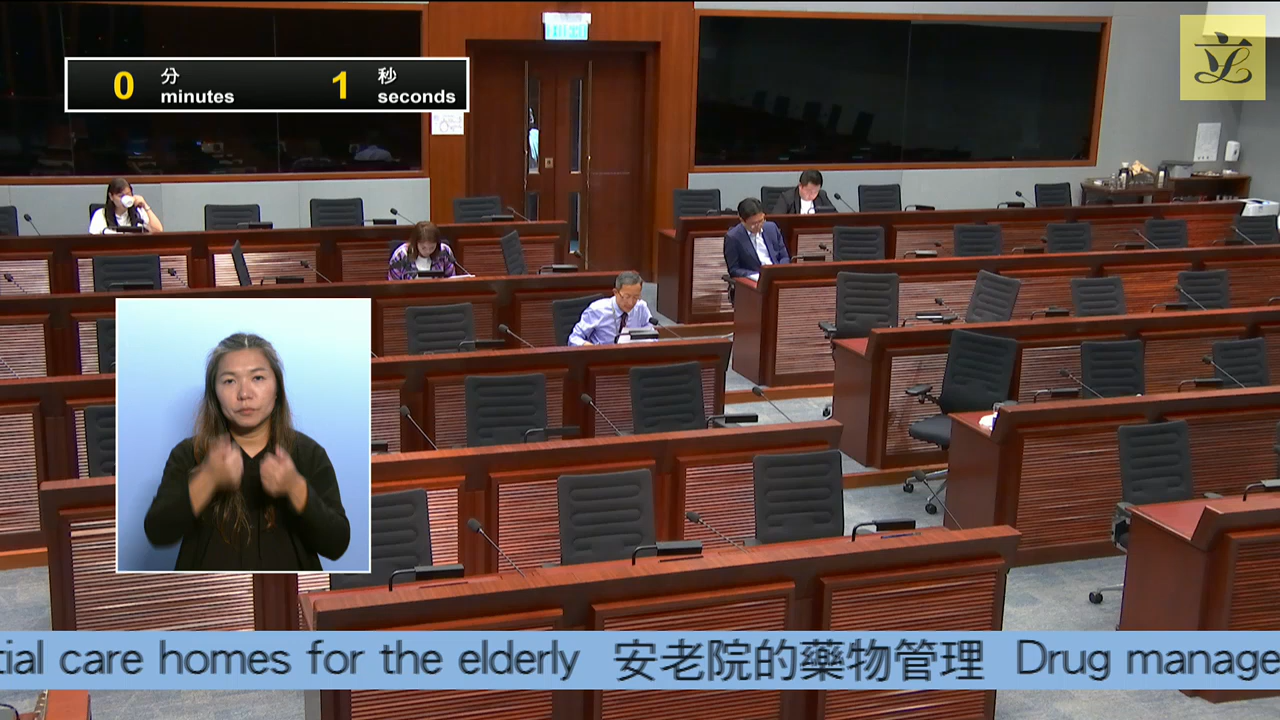 0 分 minutes 1 秒 seconds
tial care homes for the elderly 安老院的藥物管理 Drug manage